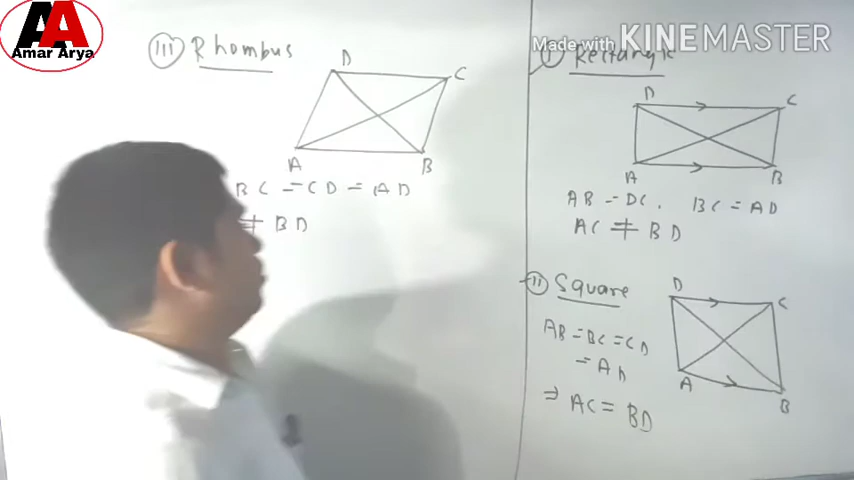 Amar Arya
Made with KINEMASTER
III Rhombus
D
C
A
B
BC = CD = AD
≠ BD
I Rectangle
D
C
A
B
AB = DC, BC = AD
AC ≠ BD
II Square
D
C
A
B
AB = BC = CD
= AD
⇒ AC = BD